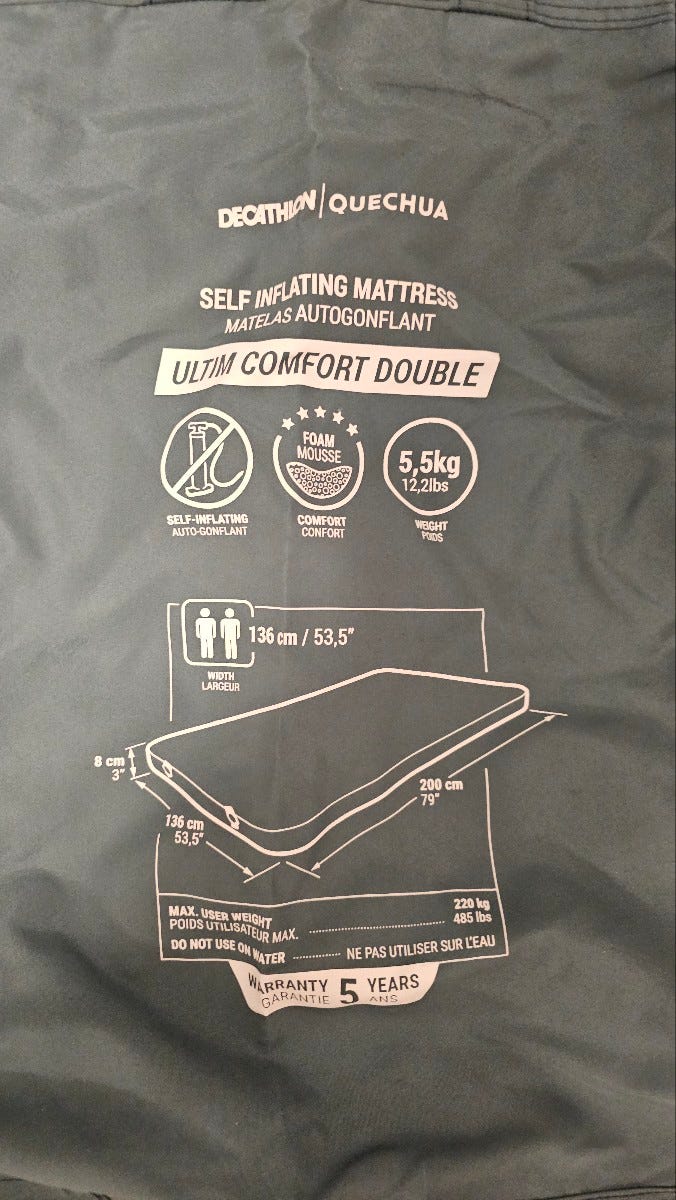 DECATHLON | QUECHUA
SELF INFLATING MATTRESS
MATELAS AUTOGONFLANT
ULTIM COMFORT DOUBLE
FOAM
MOUSSE
5,5kg
12,2lbs
SELF-INFLATING
AUTO-GONFLANT
COMFORT
CONFORT
WEIGHT
POIDS
136 cm / 53,5"
WIDTH
LARGEUR
8 cm
3"
200 cm
79"
136 cm
53,5"
MAX. USER WEIGHT
POIDS UTILISATEUR MAX.
220 kg
485 lbs
DO NOT USE ON WATER ............ NE PAS UTILISER SUR L'EAU
WARRANTY 5 YEARS
GARANTIE ANS